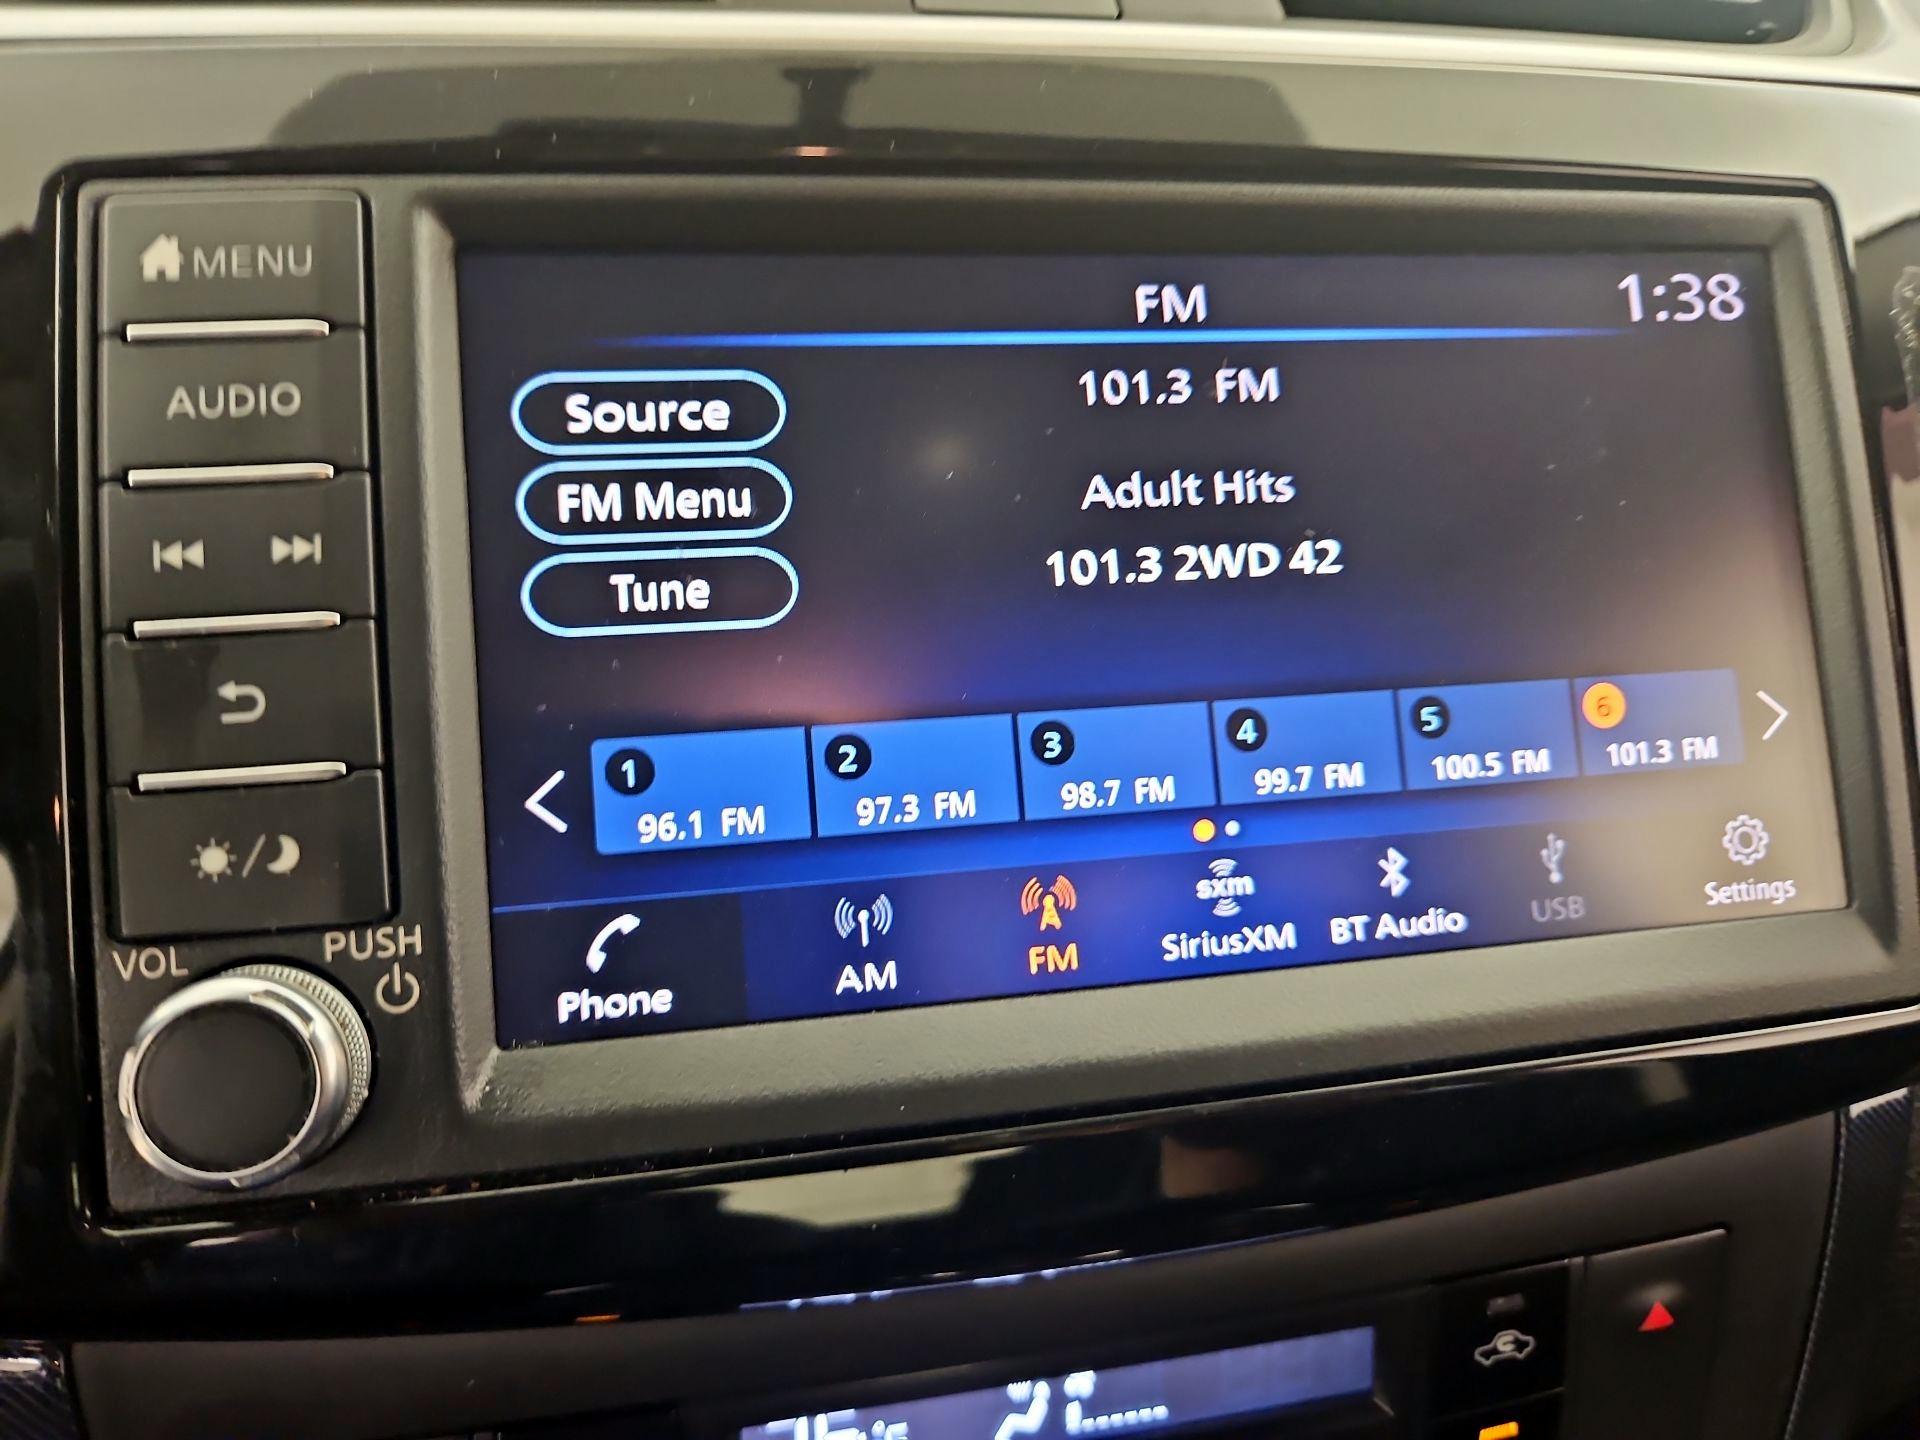 MENU
AUDIO
VOL
PUSH
FM
1:38
Source
FM Menu
Tune
101.3 FM
Adult Hits
101.3 2WD 42
1
96.1 FM
2
97.3 FM
3
98.7 FM
4
99.7 FM
5
100.5 FM
6
101.3 FM
Phone
AM
FM
sxm
SiriusXM
BT Audio
USB
Settings